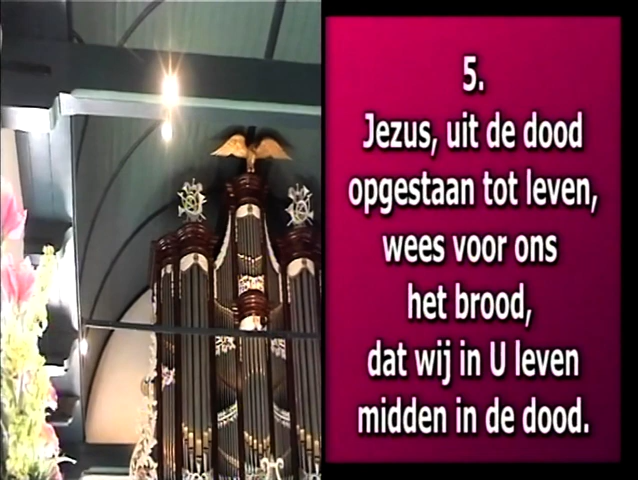 5.
Jezus, uit de dood
opgestaan tot leven,
wees voor ons
het brood,
dat wij in U leven
midden in de dood.